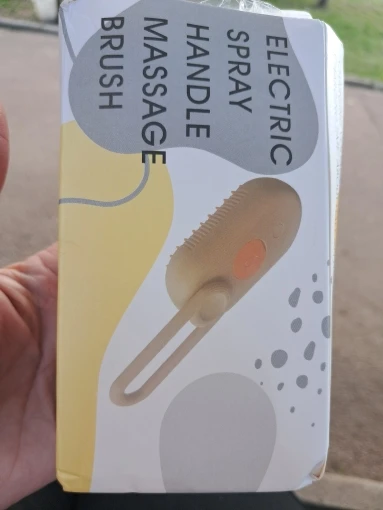 ELECTRIC
SPRAY
HANDLE
MASSAGE
BRUSH